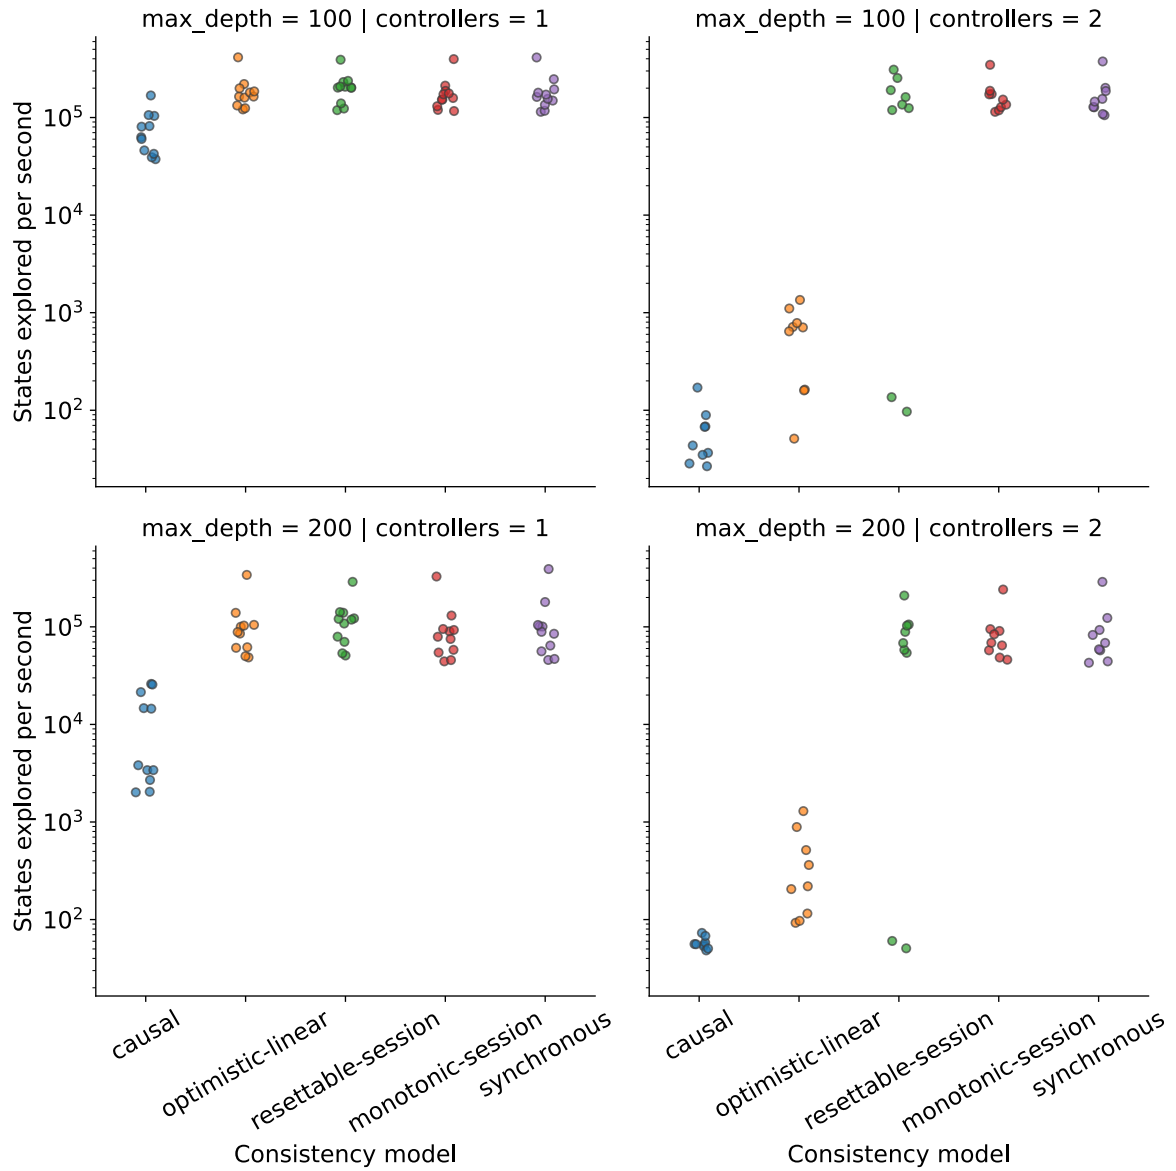 max_depth = 100 | controllers = 1
max_depth = 100 | controllers = 2
States explored per second
10^5
10^4
10^3
10^2
max_depth = 200 | controllers = 1
max_depth = 200 | controllers = 2
States explored per second
10^5
10^4
10^3
10^2
causal
optimistic-linear
resettable-session
monotonic-session
synchronous
causal
optimistic-linear
resettable-session
monotonic-session
synchronous
Consistency model
Consistency model